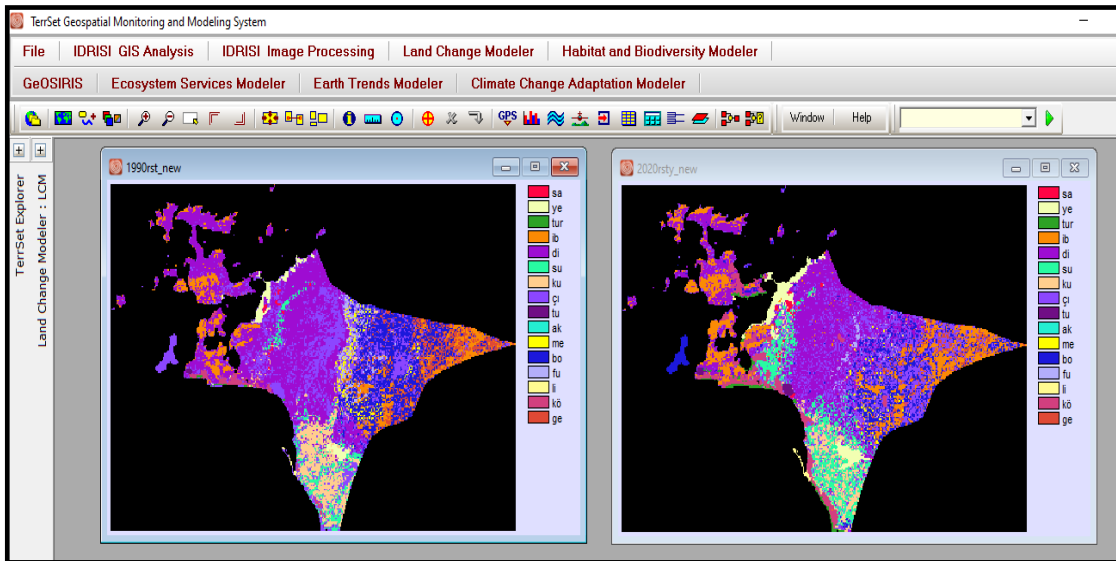 TerrSet Geospatial Monitoring and Modeling System
File IDRISI GIS Analysis IDRISI Image Processing Land Change Modeler Habitat and Biodiversity Modeler
GeOSIRIS Ecosystem Services Modeler Earth Trends Modeler Climate Change Adaptation Modeler
GPS Window Help
TerrSet Explorer
Land Change Modeler : LCM
1990rst_new
sa
ye
tur
ib
di
su
ku
çı
tu
ak
me
bo
fu
li
kö
ge
2020rsty_new
sa
ye
tur
ib
di
su
ku
çı
tu
ak
me
bo
fu
li
kö
ge